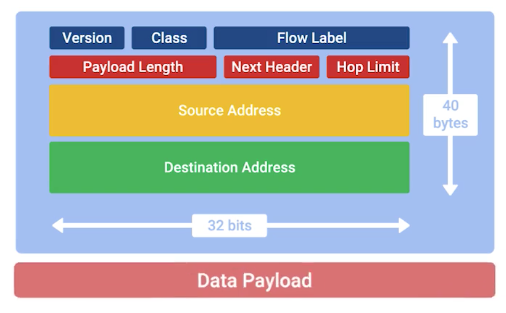 Version Class Flow Label
Payload Length Next Header Hop Limit
Source Address
40
bytes
Destination Address
32 bits
Data Payload